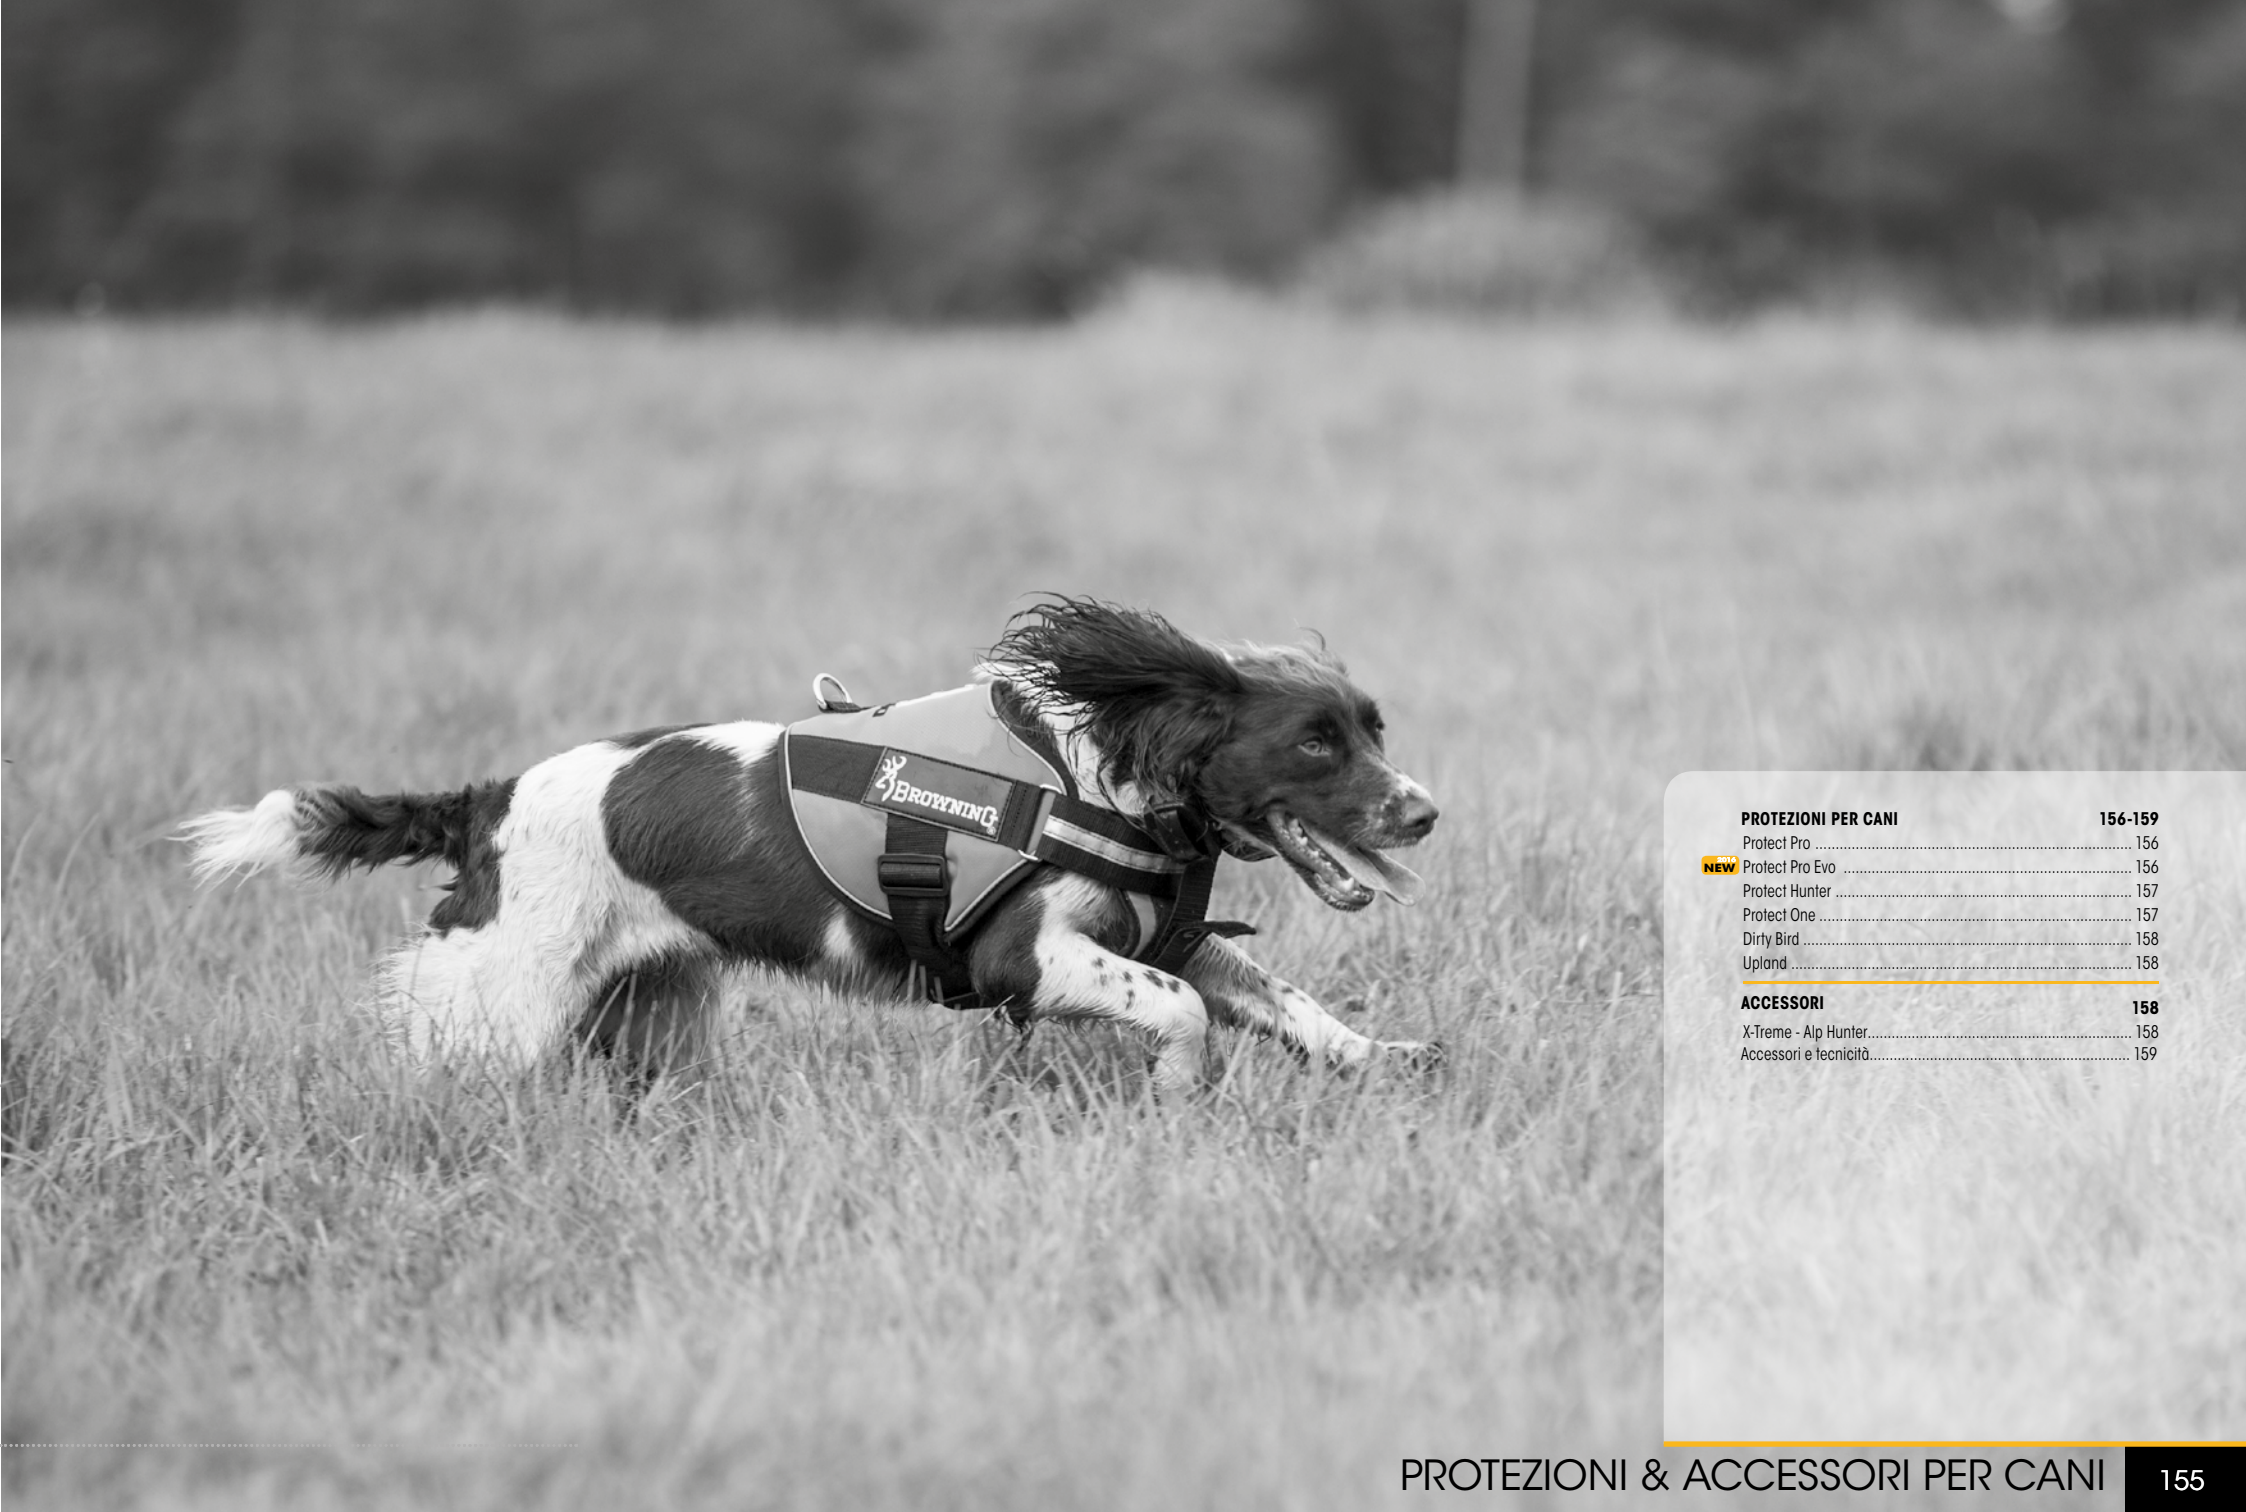 BROWNING
PROTEZIONI PER CANI 156-159
Protect Pro ........ 156
2016
NEW Protect Pro Evo ........ 156
Protect Hunter ........ 157
Protect One ........ 157
Dirty Bird ........ 158
Upland ........ 158
ACCESSORI 158
X-Treme - Alp Hunter ........ 158
Accessori e tecnicità ........ 159
PROTEZIONI & ACCESSORI PER CANI 155